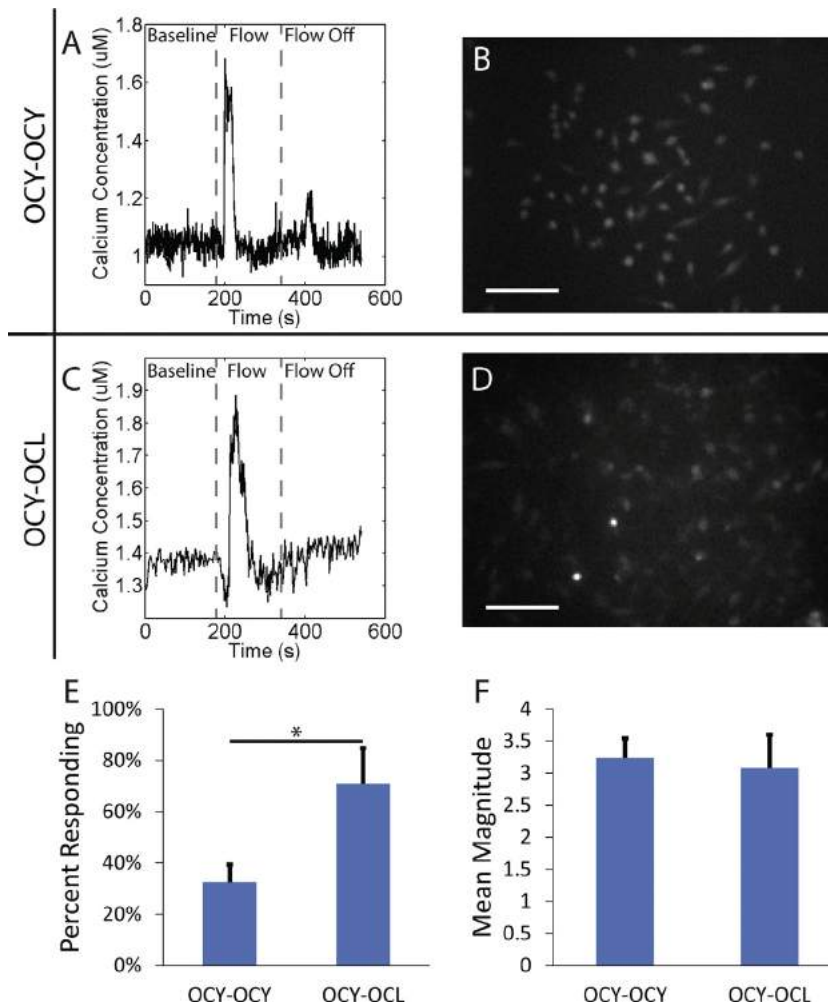 OCY-OCY
A
Baseline Flow Flow Off
Calcium Concentration (uM)
1.8
1.6
1.4
1.2
1
0 200 400 600
Time (s)
B
OCY-OCL
C
Baseline Flow Flow Off
Calcium Concentration (uM)
1.9
1.8
1.7
1.6
1.5
1.4
1.3
0 200 400 600
Time (s)
D
E
Percent Responding
100%
80%
60%
40%
20%
0%
*
OCY-OCY OCY-OCL
F
Mean Magnitude
4
3.5
3
2.5
2
1.5
1
0.5
0
OCY-OCY OCY-OCL